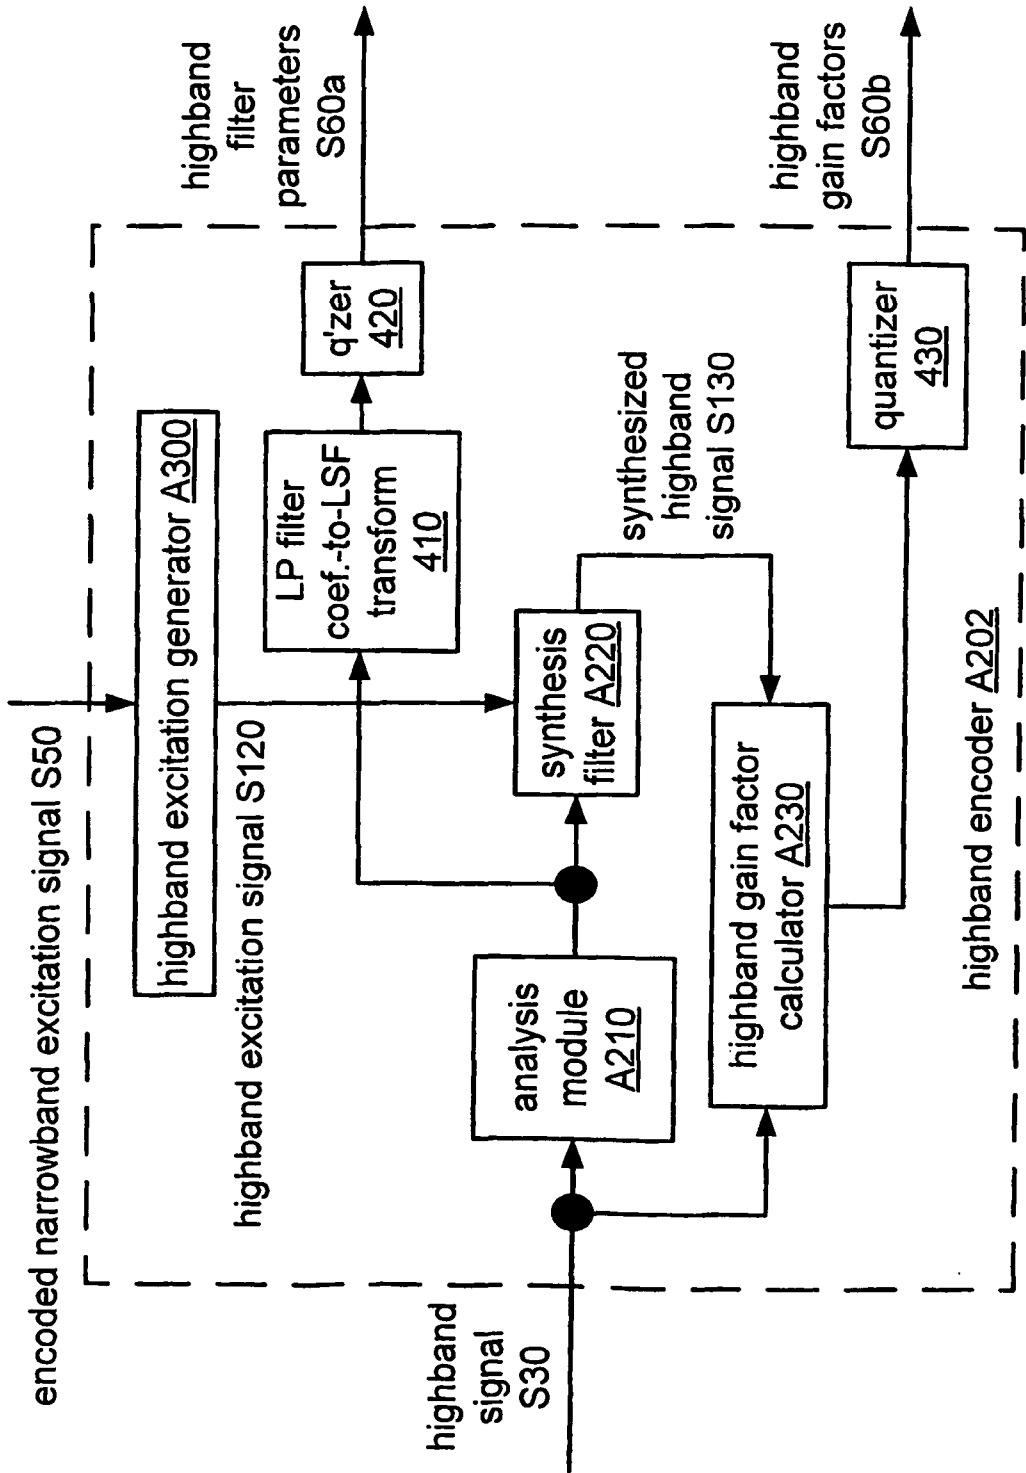 encoded narrowband excitation signal S50
highband excitation generator A300
highband excitation signal S120
highband
filter
parameters
S60a
LP filter
coef.-to-LSF
transform
410
q'zer
420
highband
signal
S30
analysis
module
A210
synthesis
filter A220
synthesized
highband
signal S130
highband gain factor
calculator A230
quantizer
430
highband
gain factors
S60b
highband encoder A202